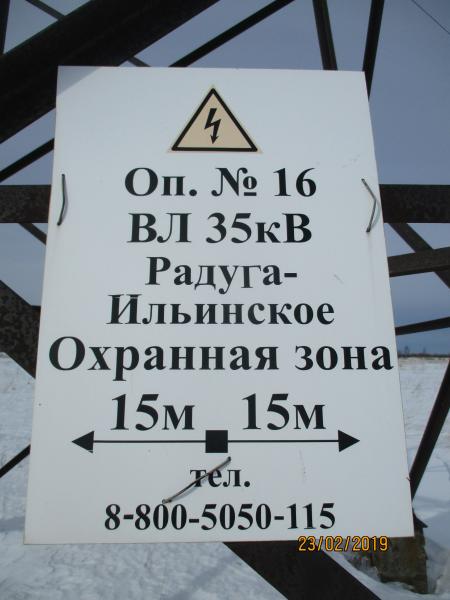 Оп. № 16
ВЛ 35кВ
Радуга-
Ильинское
Охранная зона
15м 15м
тел.
8-800-5050-115
23/02/2019